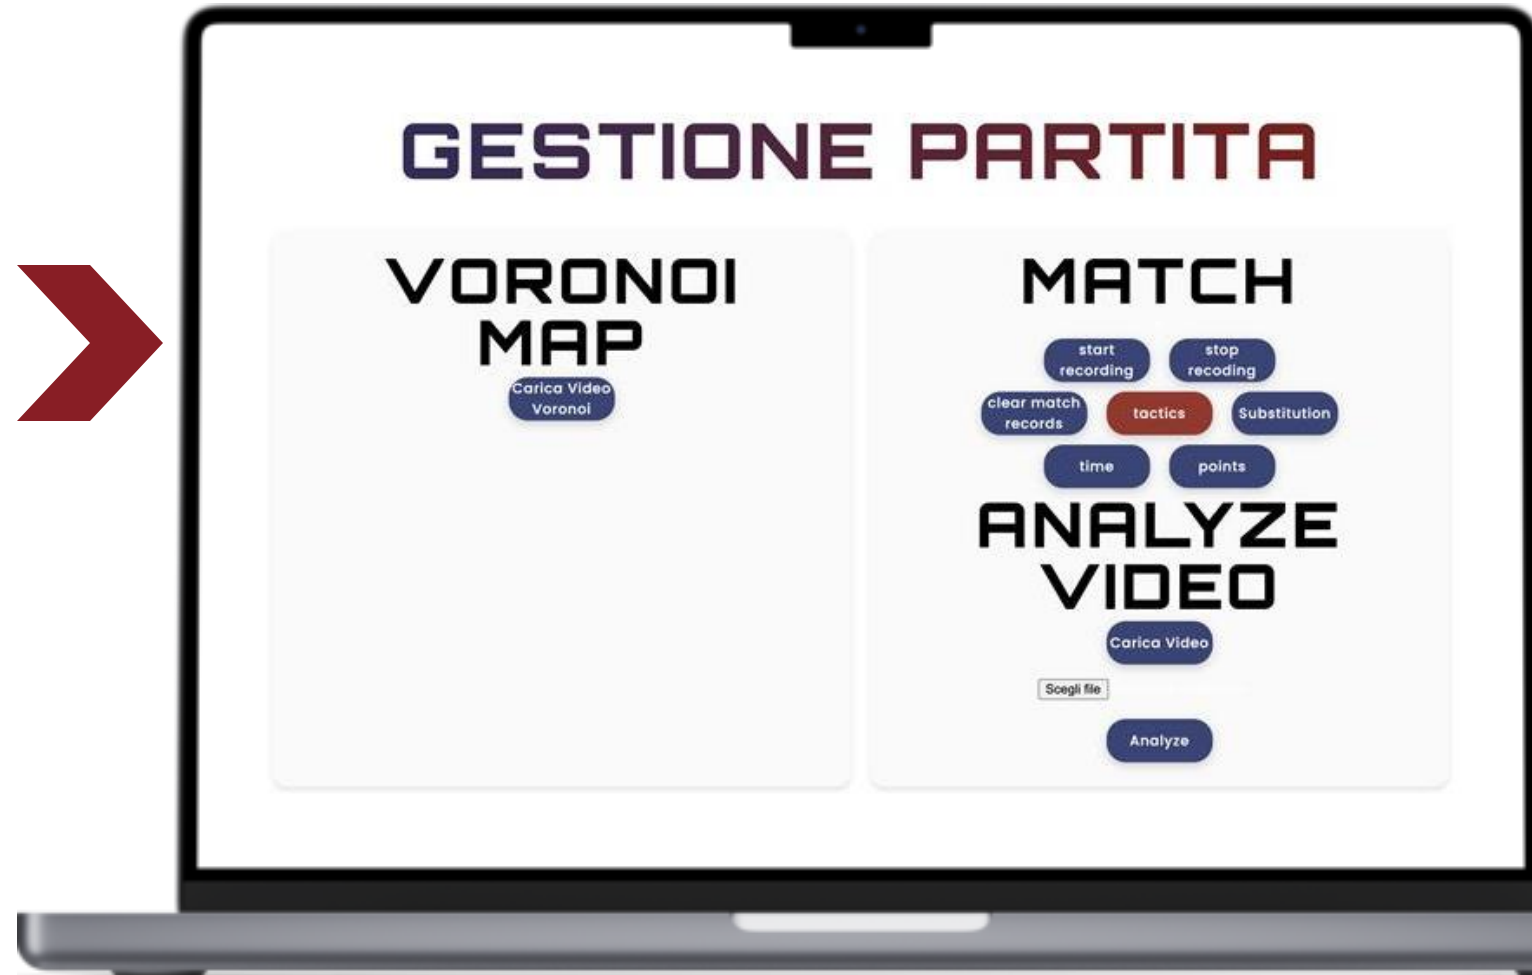 GESTIONE PARTITA
VORONOI
MAP
Carica Video
Voronoi
MATCH
start
recording
stop
recoding
clear match
records
tactics
Substitution
time
points
ANALYZE
VIDEO
Carica Video
Scegli file
Analyze